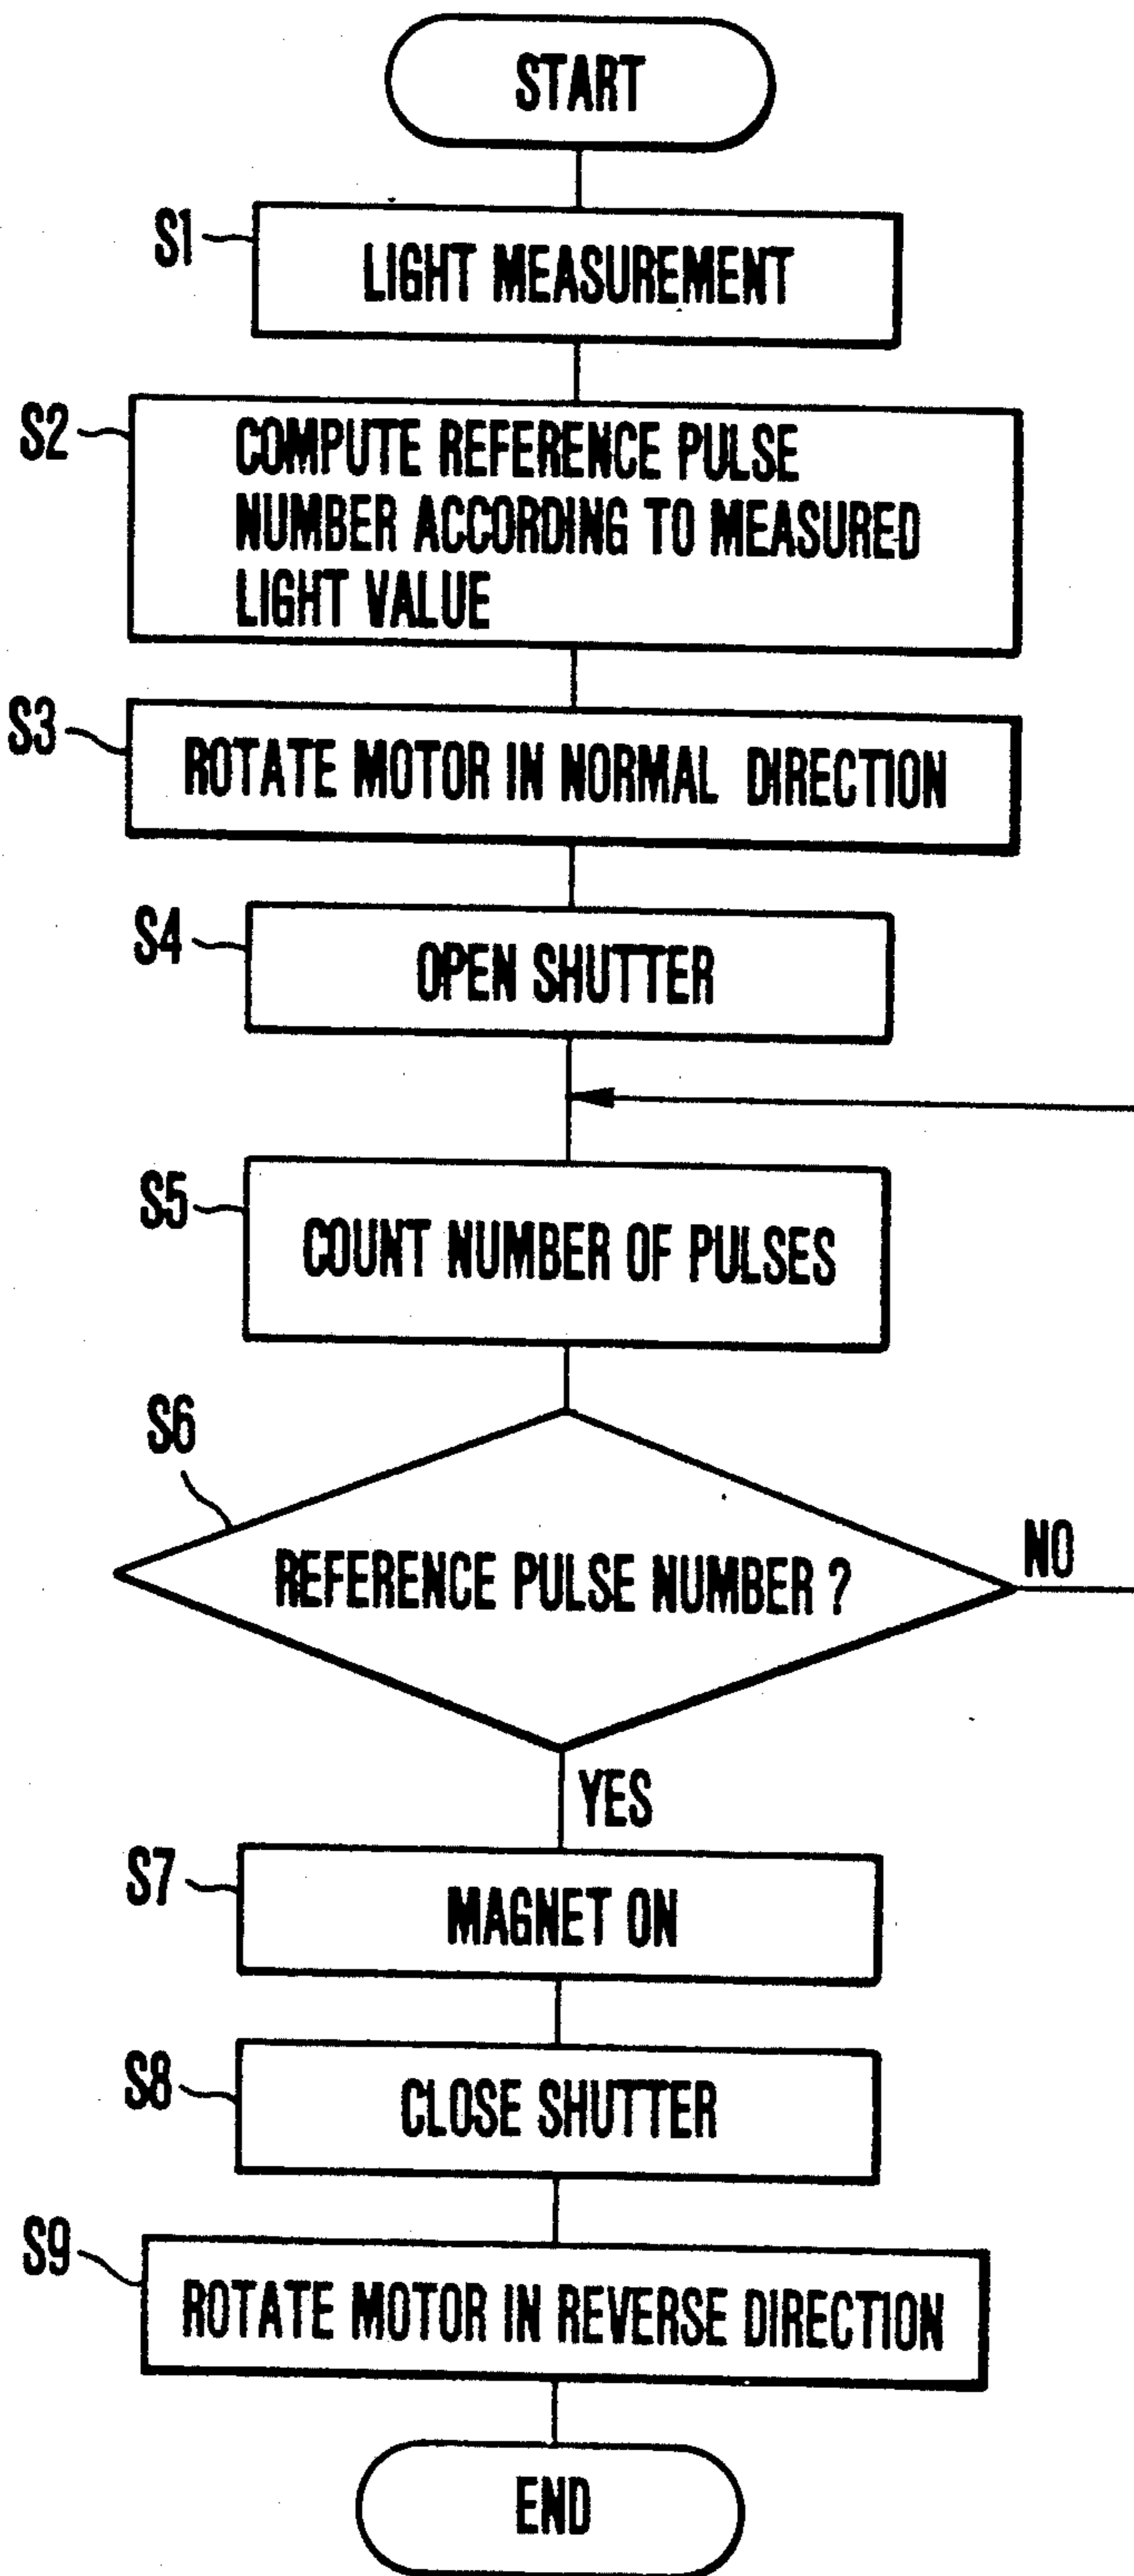 START
S1
LIGHT MEASUREMENT
S2
COMPUTE REFERENCE PULSE
NUMBER ACCORDING TO MEASURED
LIGHT VALUE
S3
ROTATE MOTOR IN NORMAL DIRECTION
S4
OPEN SHUTTER
S5
COUNT NUMBER OF PULSES
S6
REFERENCE PULSE NUMBER ?
NO
YES
S7
MAGNET ON
S8
CLOSE SHUTTER
S9
ROTATE MOTOR IN REVERSE DIRECTION
END